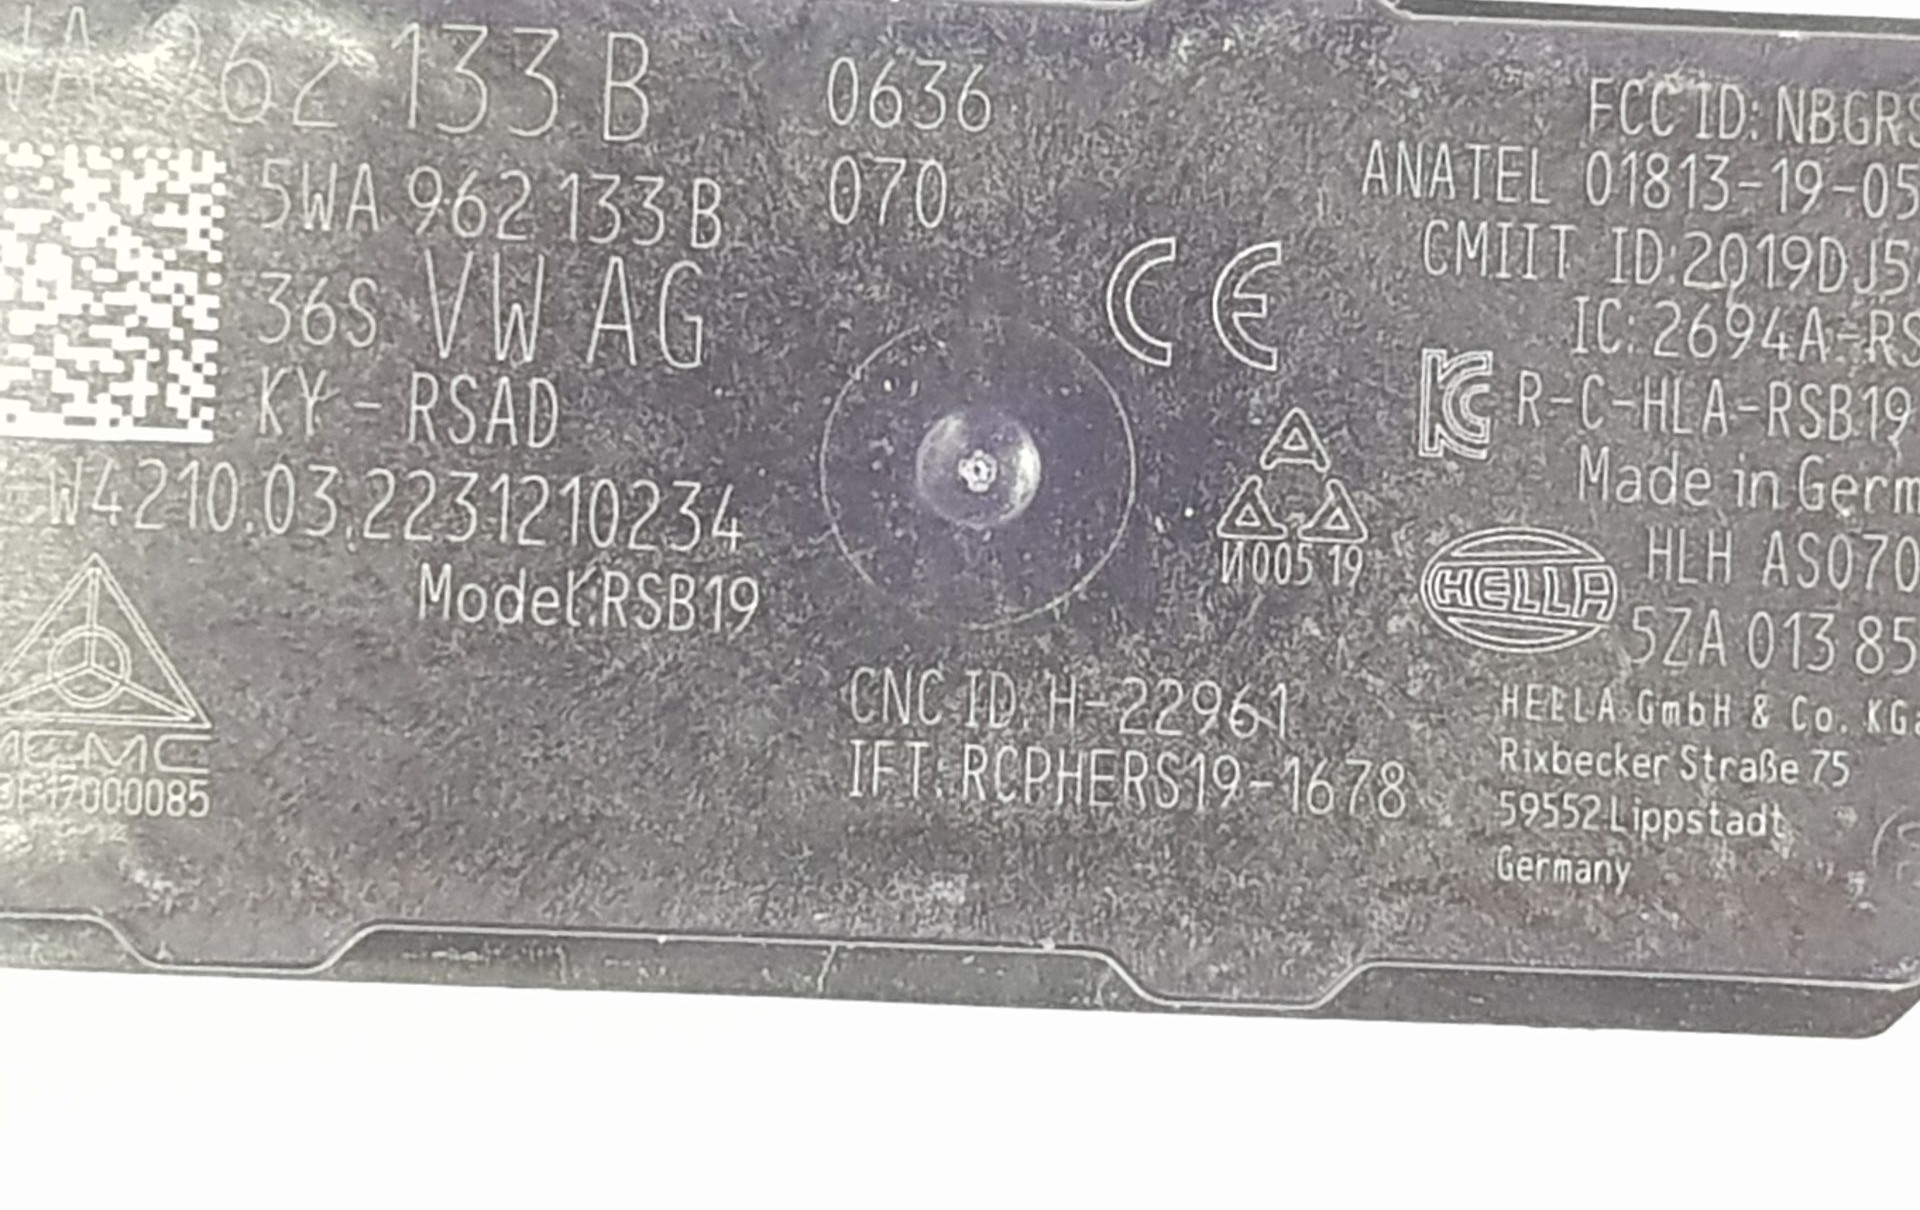 962 133 B
5WA 962 133 B
36S VW AG
KY - RSAD
W4210.03.2231210234
Model:RSB19
17000085
0636
070
CE
И005 19
CNC ID: H-22961
IFT: RCPHERS19-1678
FCC ID: NBGRS
ANATEL 01813-19-05
CMIIT ID:2019DJ5
IC: 2694A-RS
R-C-HLA-RSB19
Made in Germ
HLH AS070
HELLA
5ZA 013 85
HELLA GmbH & Co. KGa
Rixbecker Straße 75
59552 Lippstadt
Germany